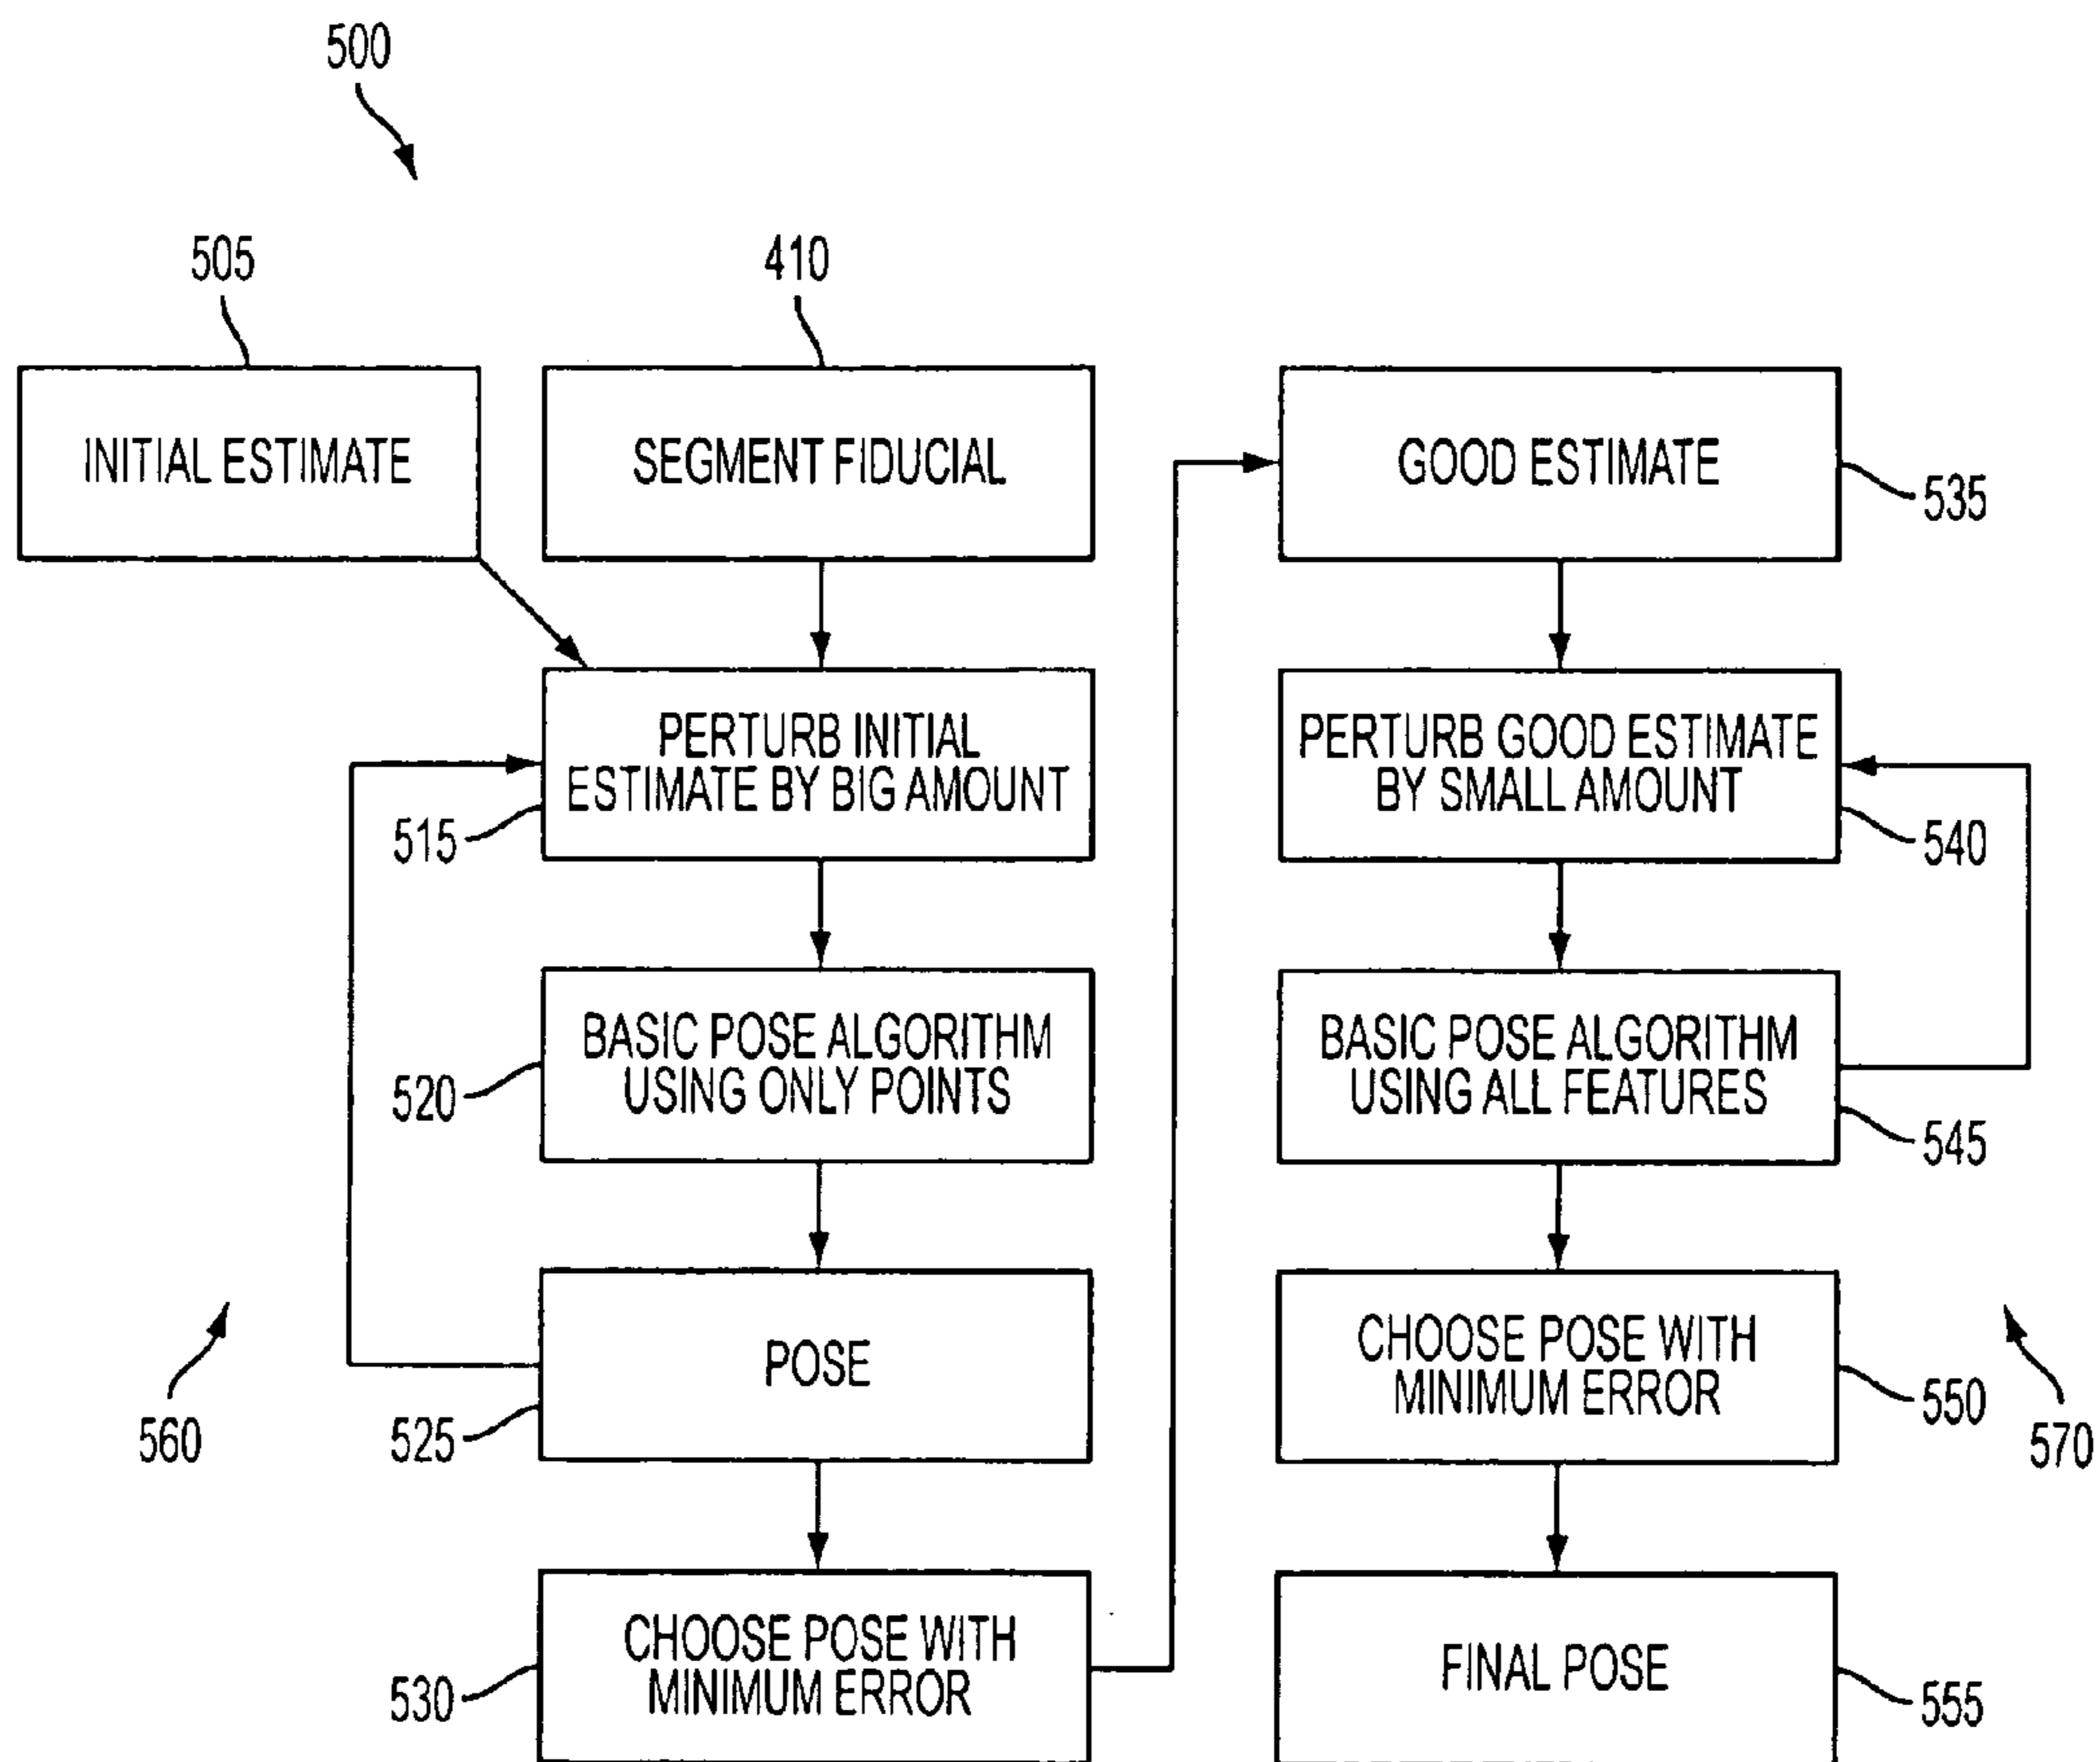 500
505
410
INITIAL ESTIMATE
SEGMENT FIDUCIAL
PERTURB INITIAL
ESTIMATE BY BIG AMOUNT
515
BASIC POSE ALGORITHM
USING ONLY POINTS
520
POSE
525
560
CHOOSE POSE WITH
MINIMUM ERROR
530
GOOD ESTIMATE
535
PERTURB GOOD ESTIMATE
BY SMALL AMOUNT
540
BASIC POSE ALGORITHM
USING ALL FEATURES
545
CHOOSE POSE WITH
MINIMUM ERROR
550
570
FINAL POSE
555